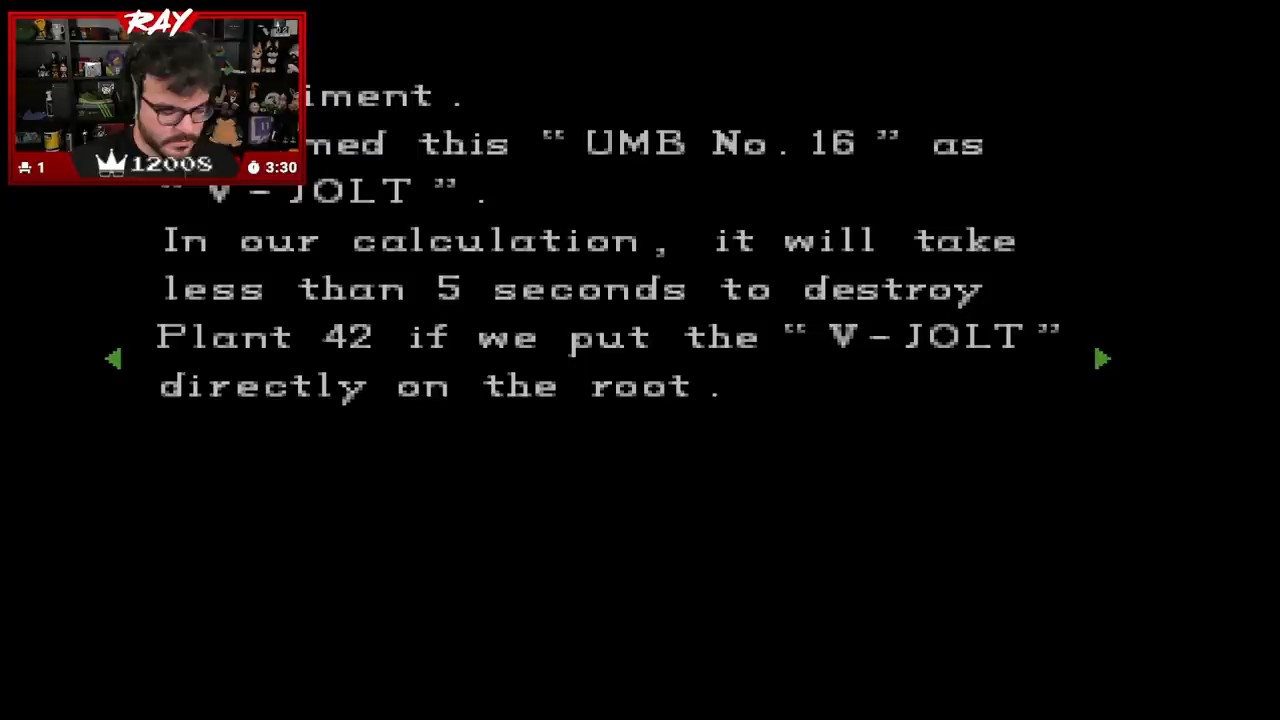 RAY
1 12008 3:30
iment .
med this “ UMB No. 16 ” as
“ V - JOLT ” .
In our calculation , it will take
less than 5 seconds to destroy
Plant 42 if we put the “ V - JOLT ”
directly on the root .